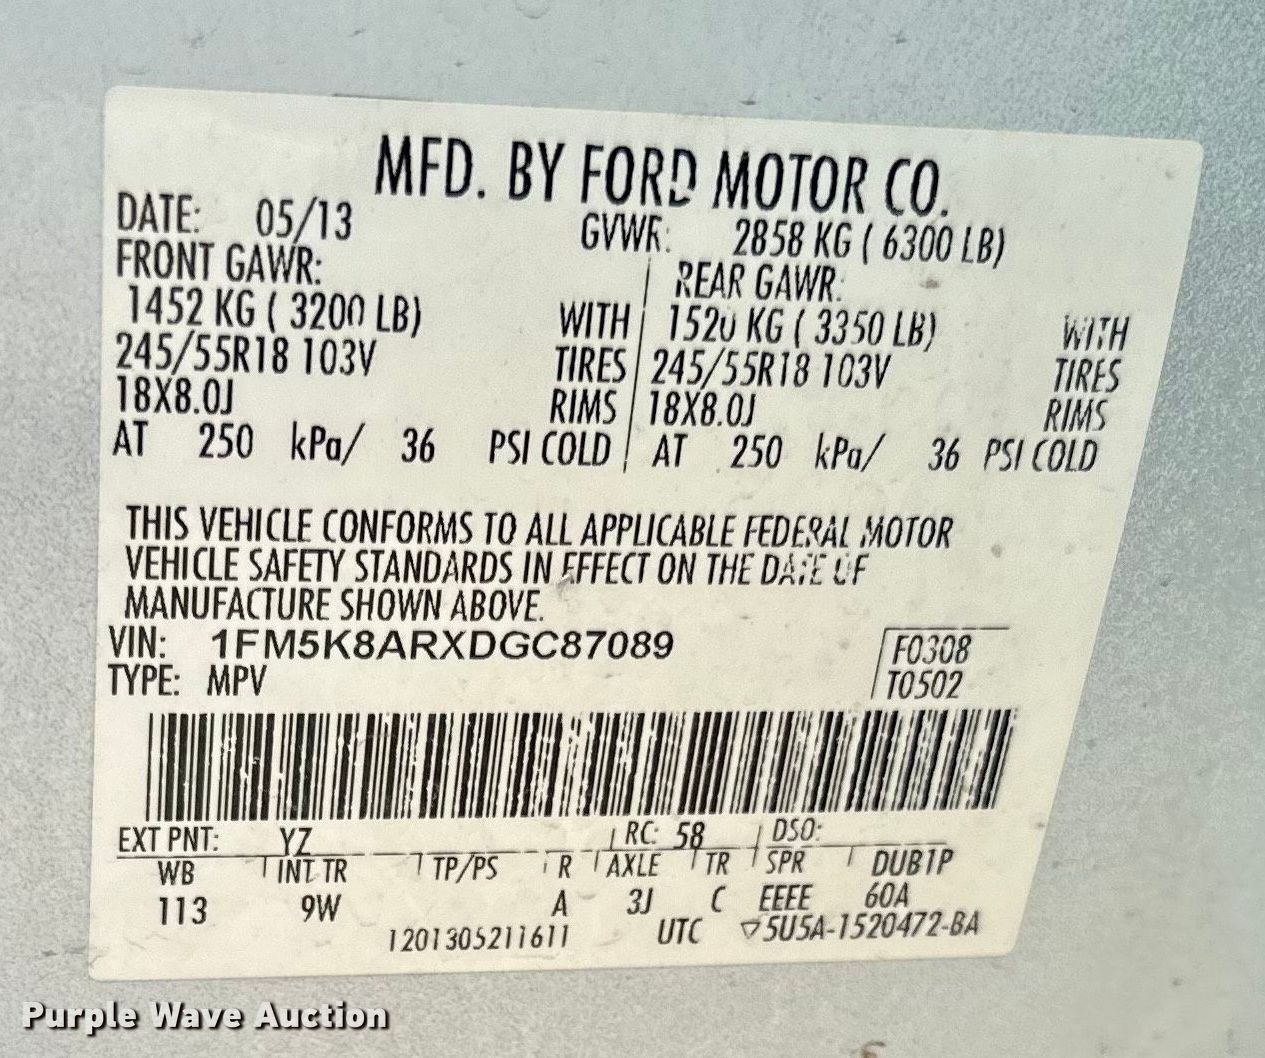 MFD. BY FORD MOTOR CO.
DATE: 05/13 GVWR: 2858 KG ( 6300 LB)
FRONT GAWR: REAR GAWR:
1452 KG ( 3200 LB) WITH 1520 KG ( 3350 LB) WITH
245/55R18 103V TIRES 245/55R18 103V TIRES
18X8.0J RIMS 18X8.0J RIMS
AT 250 kPa/ 36 PSI COLD AT 250 kPa/ 36 PSI COLD
THIS VEHICLE CONFORMS TO ALL APPLICABLE FEDERAL MOTOR
VEHICLE SAFETY STANDARDS IN EFFECT ON THE DATE OF
MANUFACTURE SHOWN ABOVE.
VIN: 1FM5K8ARXDGC87089 F0308
TYPE: MPV T0502
EXT PNT: YZ RC: 58 DSO:
WB INT TR TP/PS R AXLE TR SPR DUB1P
113 9W A 3J C EEEE 60A
1201305211611 UTC ▽5U5A-1520472-BA
Purple Wave Auction